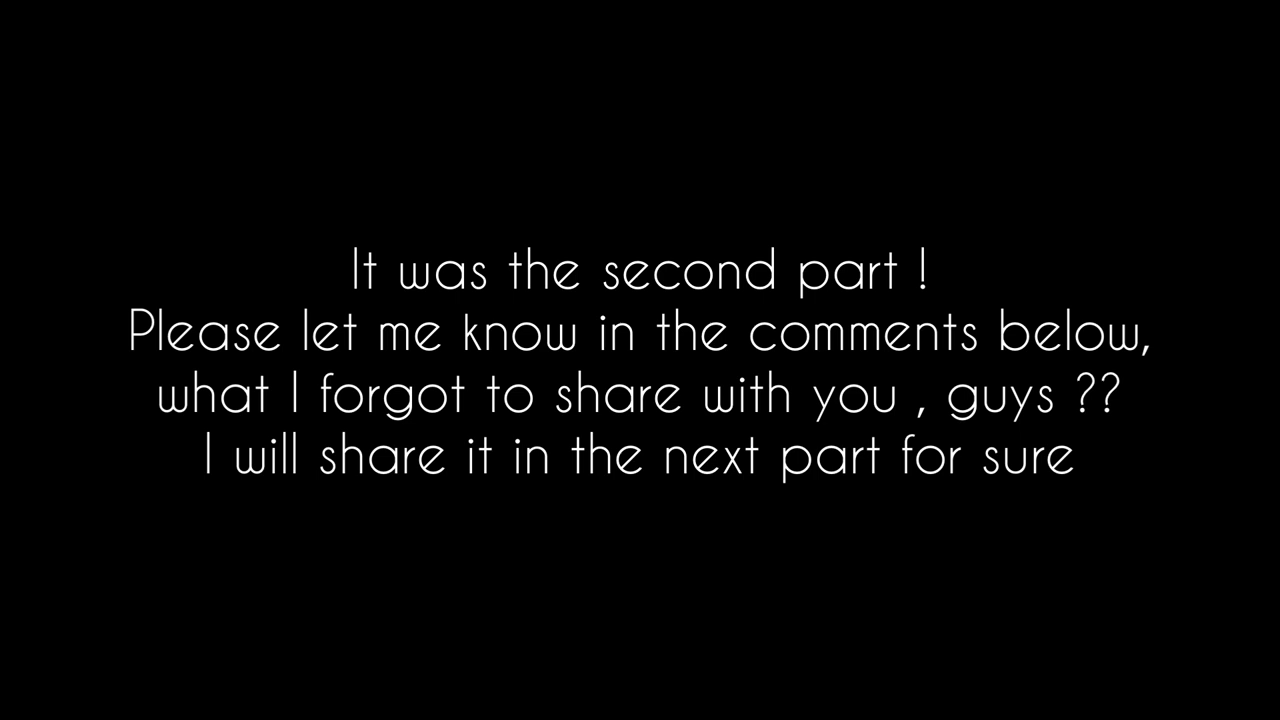 It was the second part !
Please let me know in the comments below,
what I forgot to share with you , guys ??
I will share it in the next part for sure